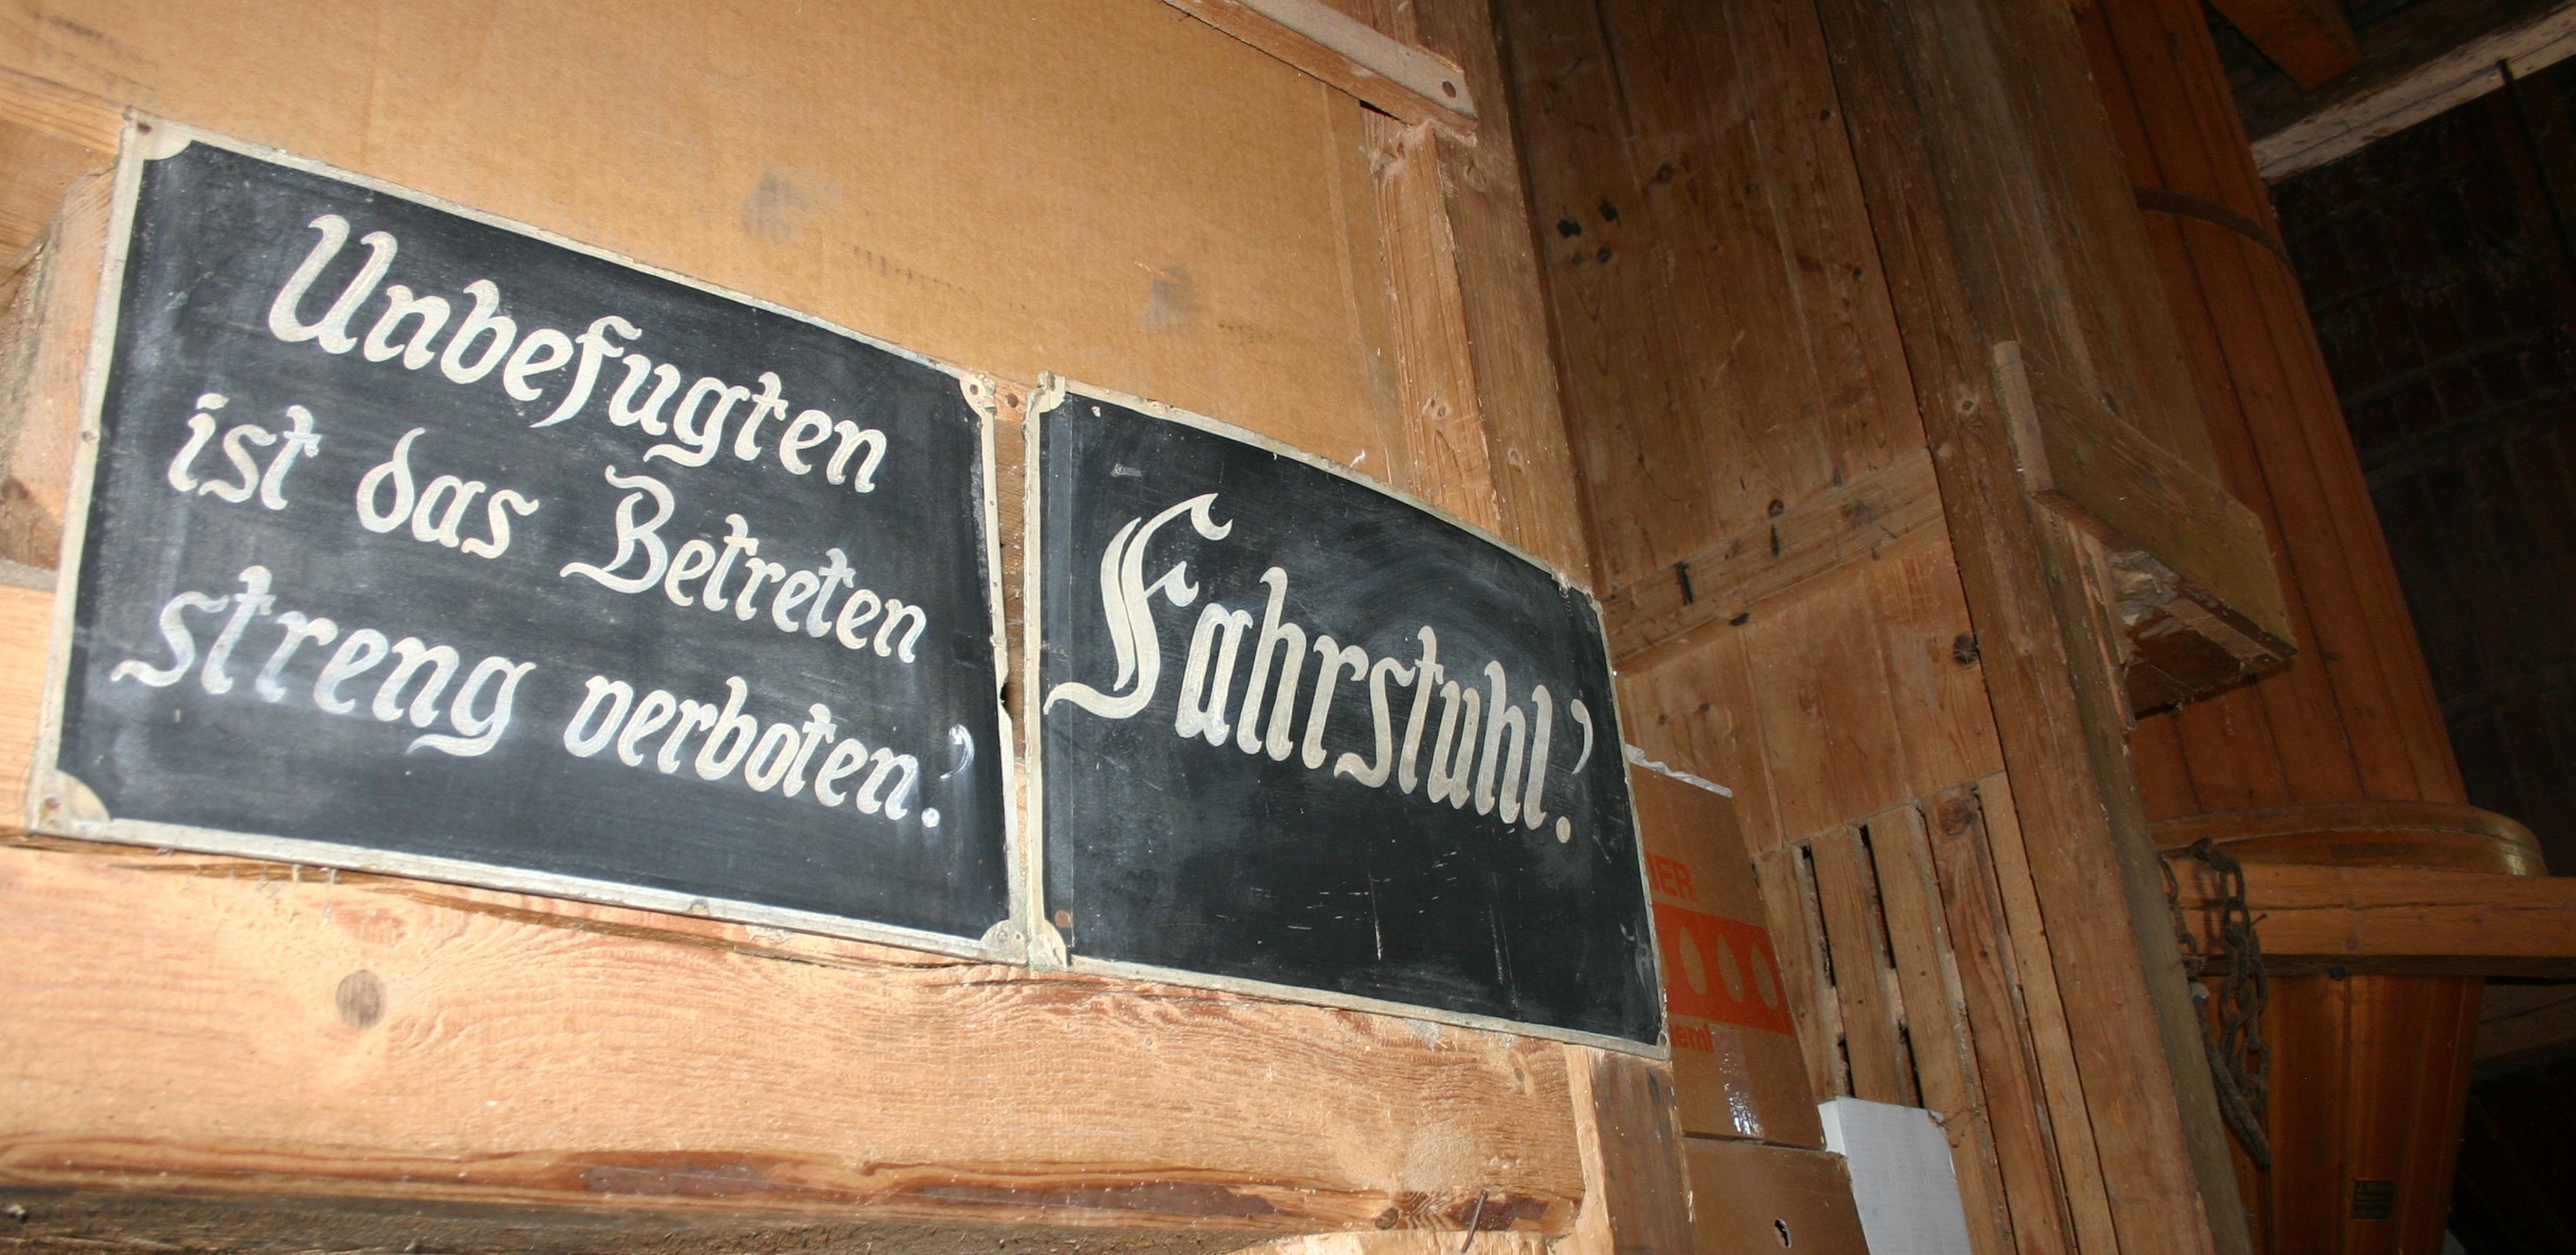 Unbefugten
ist das Betreten
streng verboten!
Fahrstuhl!